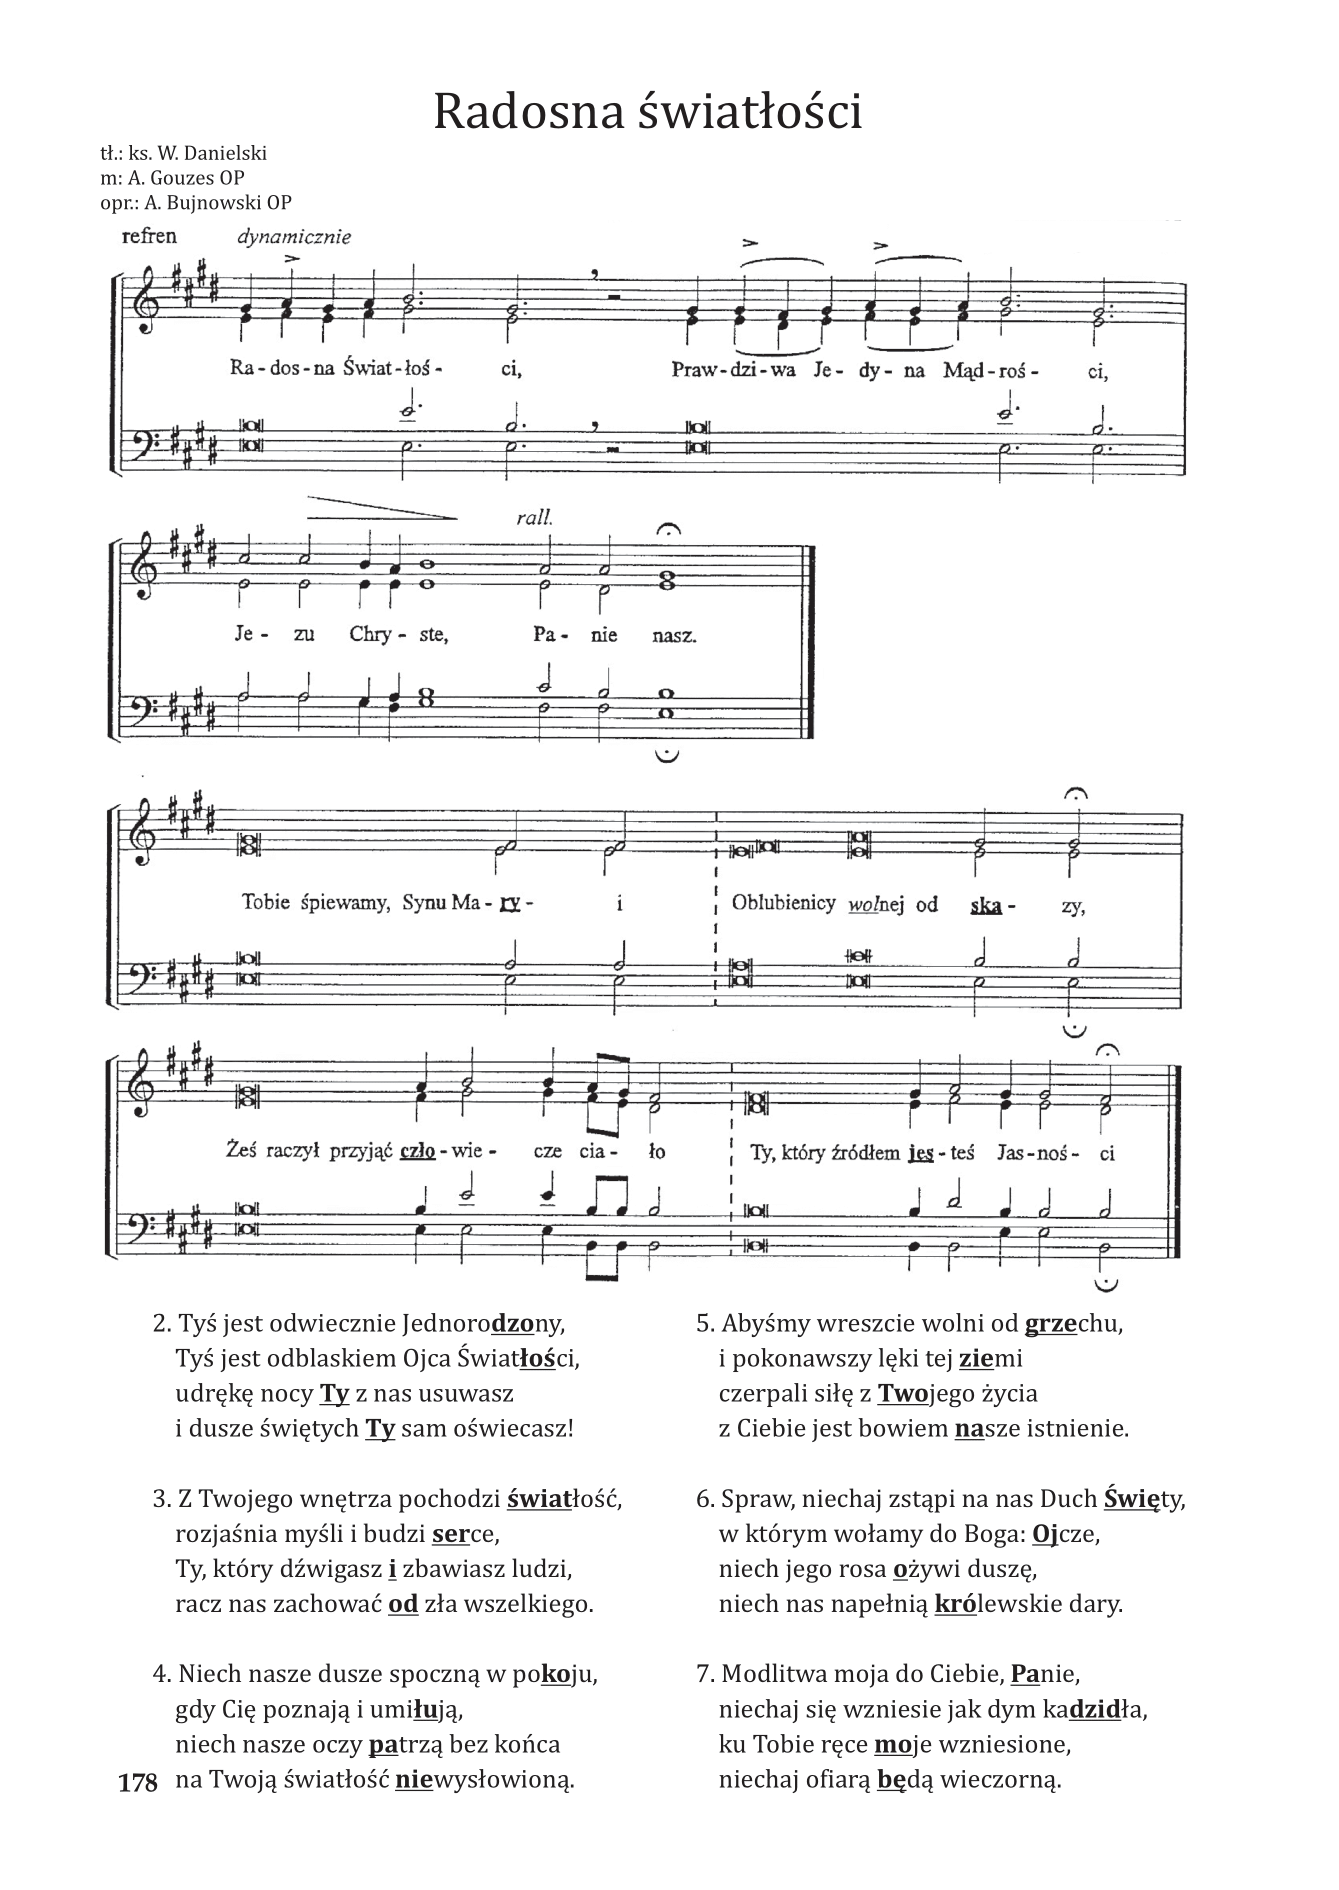 Radosna światłości
tł.: ks. W. Danielski
m: A. Gouzes OP
opr.: A. Bujnowski OP
refren dynamicznie
Ra - dos - na Świat - łoś - ci, Praw - dzi - wa Je - dy - na Mąd - roś - ci,
rall.
Je - zu Chry - ste, Pa - nie nasz.
Tobie śpiewamy, Synu Ma - ry - i Oblubienicy wolnej od ska - zy,
Żeś raczył przyjąć czło - wie - cze cia - ło Ty, który źródłem jes - teś Jas - noś - ci
2. Tyś jest odwiecznie Jednorodzony,
Tyś jest odblaskiem Ojca Światłości,
udrękę nocy Ty z nas usuwasz
i dusze świętych Ty sam oświecasz!
3. Z Twojego wnętrza pochodzi światłość,
rozjaśnia myśli i budzi serce,
Ty, który dźwigasz i zbawiasz ludzi,
racz nas zachować od zła wszelkiego.
4. Niech nasze dusze spoczną w pokoju,
gdy Cię poznają i umiłują,
niech nasze oczy patrzą bez końca
na Twoją światłość niewysłowioną.
5. Abyśmy wreszcie wolni od grzechu,
i pokonawszy lęki tej ziemi
czerpali siłę z Twojego życia
z Ciebie jest bowiem nasze istnienie.
6. Spraw, niechaj zstąpi na nas Duch Święty,
w którym wołamy do Boga: Ojcze,
niech jego rosa ożywi duszę,
niech nas napełnią królewskie dary.
7. Modlitwa moja do Ciebie, Panie,
niechaj się wzniesie jak dym kadzidła,
ku Tobie ręce moje wzniesione,
niechaj ofiarą będą wieczorną.
178